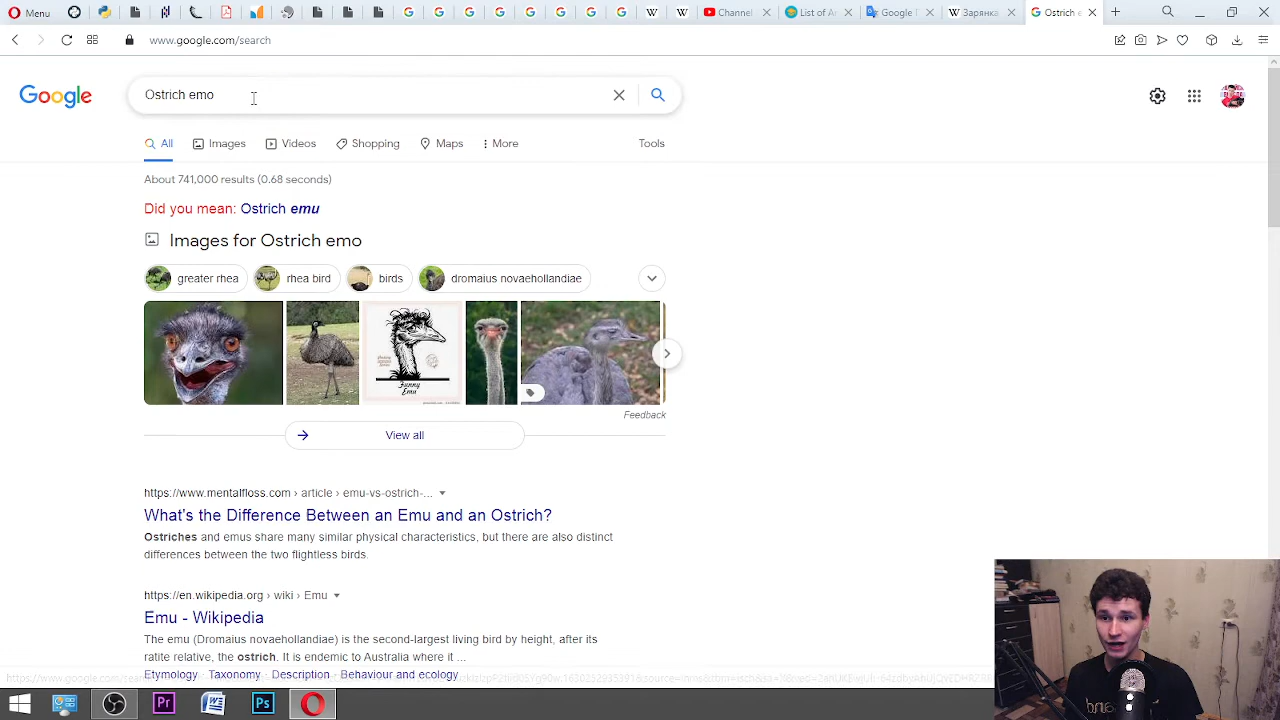 Menu
Channel
List of Ar
Google
Зарянка
Ostrich e
www.google.com/search
Google
Ostrich emo
All
Images
Videos
Shopping
Maps
More
Tools
About 741,000 results (0.68 seconds)
Did you mean: Ostrich emu
Images for Ostrich emo
greater rhea
rhea bird
birds
dromaius novaehollandiae
Funny
Emu
Feedback
View all
https://www.mentalfloss.com › article › emu-vs-ostrich-...
What's the Difference Between an Emu and an Ostrich?
Ostriches and emus share many similar physical characteristics, but there are also distinct
differences between the two flightless birds.
https://en.wikipedia.org › wiki › Emu
Emu - Wikipedia
The emu (Dromaius novaehollandiae) is the second-largest living bird by height, after its
ratite relative, the ostrich. It is endemic to Australia where it ...
Etymology Taxonomy Description Behaviour and ecology
Pr
Ps